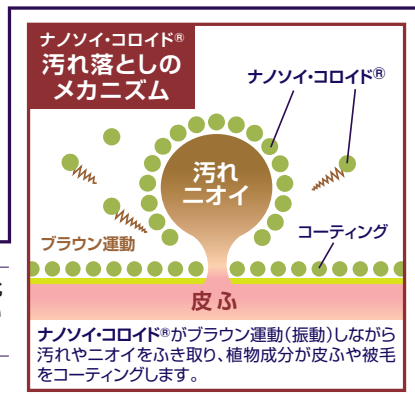 ナノソイ・コロイド®
汚れ落としの
メカニズム
ナノソイ・コロイド®
汚れ
ニオイ
ブラウン運動
コーティング
皮ふ
ナノソイ・コロイド®がブラウン運動(振動)しながら
汚れやニオイをふき取り、植物成分が皮ふや被毛
をコーティングします。